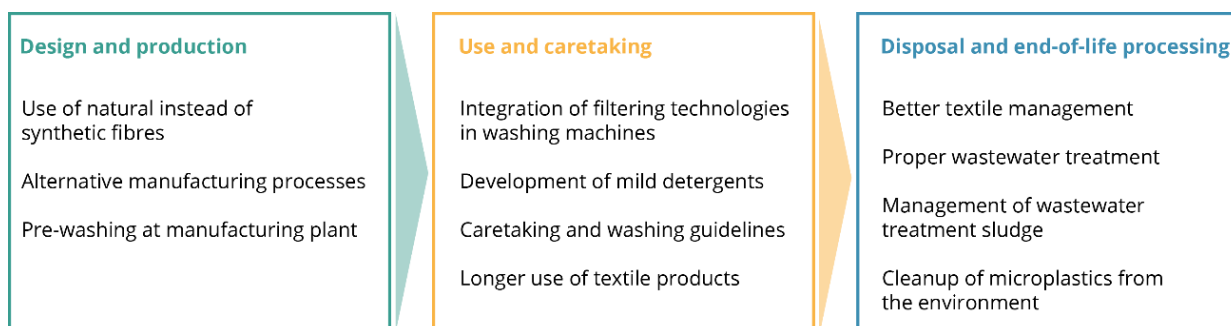 Design and production
Use of natural instead of
synthetic fibres
Alternative manufacturing processes
Pre-washing at manufacturing plant
Use and caretaking
Integration of filtering technologies
in washing machines
Development of mild detergents
Caretaking and washing guidelines
Longer use of textile products
Disposal and end-of-life processing
Better textile management
Proper wastewater treatment
Management of wastewater
treatment sludge
Cleanup of microplastics from
the environment